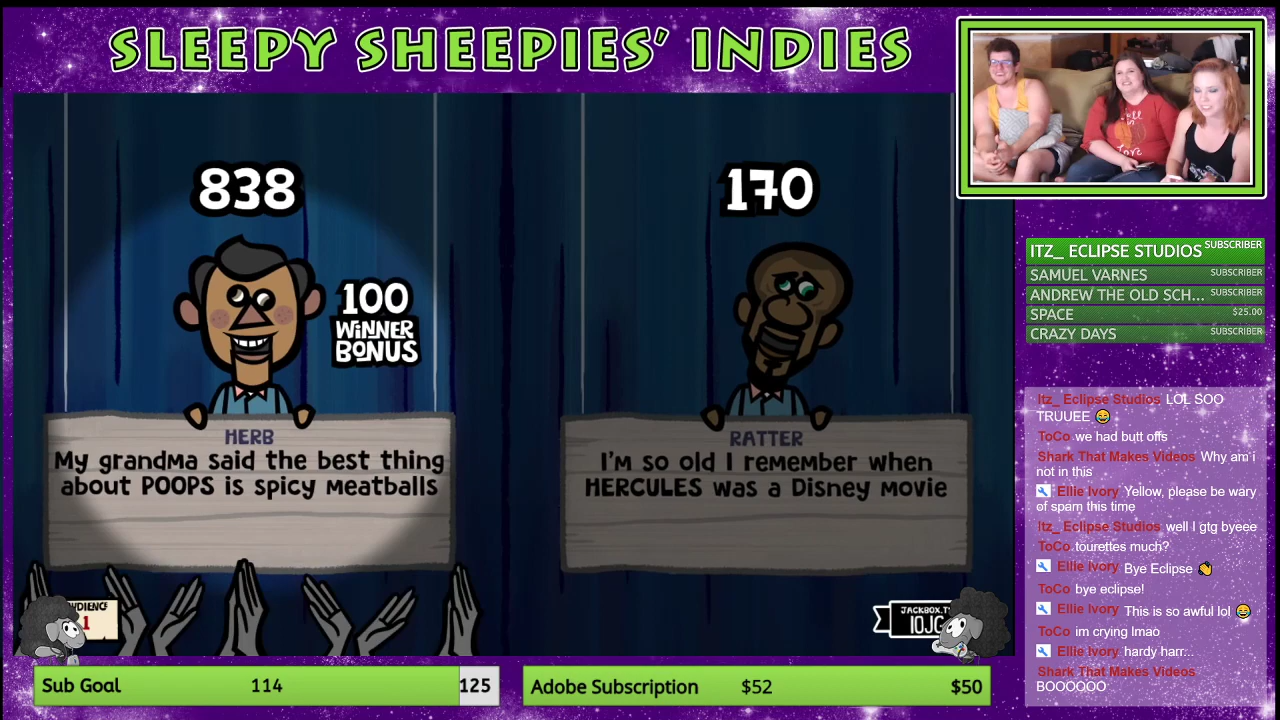 SLEEPY SHEEPIES' INDIES
838
100
WINNER
BONUS
HERB
My grandma said the best thing
about POOPS is spicy meatballs
170
RATTER
I'm so old I remember when
HERCULES was a Disney movie
1
JACKBOX.TV
Sub Goal 114 125
Adobe Subscription $52 $50
ITZ_ ECLIPSE STUDIOS SUBSCRIBER
SAMUEL VARNES SUBSCRIBER
ANDREW THE OLD SCH... SUBSCRIBER
SPACE $25.00
CRAZY DAYS SUBSCRIBER
Itz_ Eclipse Studios LOL SOO
TRUUEE 😂
ToCo we had butt offs
Shark That Makes Videos Why am i
not in this
Ellie Ivory Yellow, please be wary
of spam this time
Itz_ Eclipse Studios well I gtg byeee
ToCo tourettes much?
Ellie Ivory Bye Eclipse 👏
ToCo bye eclipse!
Ellie Ivory This is so awful lol 😂
ToCo im crying lmao
Ellie Ivory hardy harr...
Shark That Makes Videos
BOOOOOO